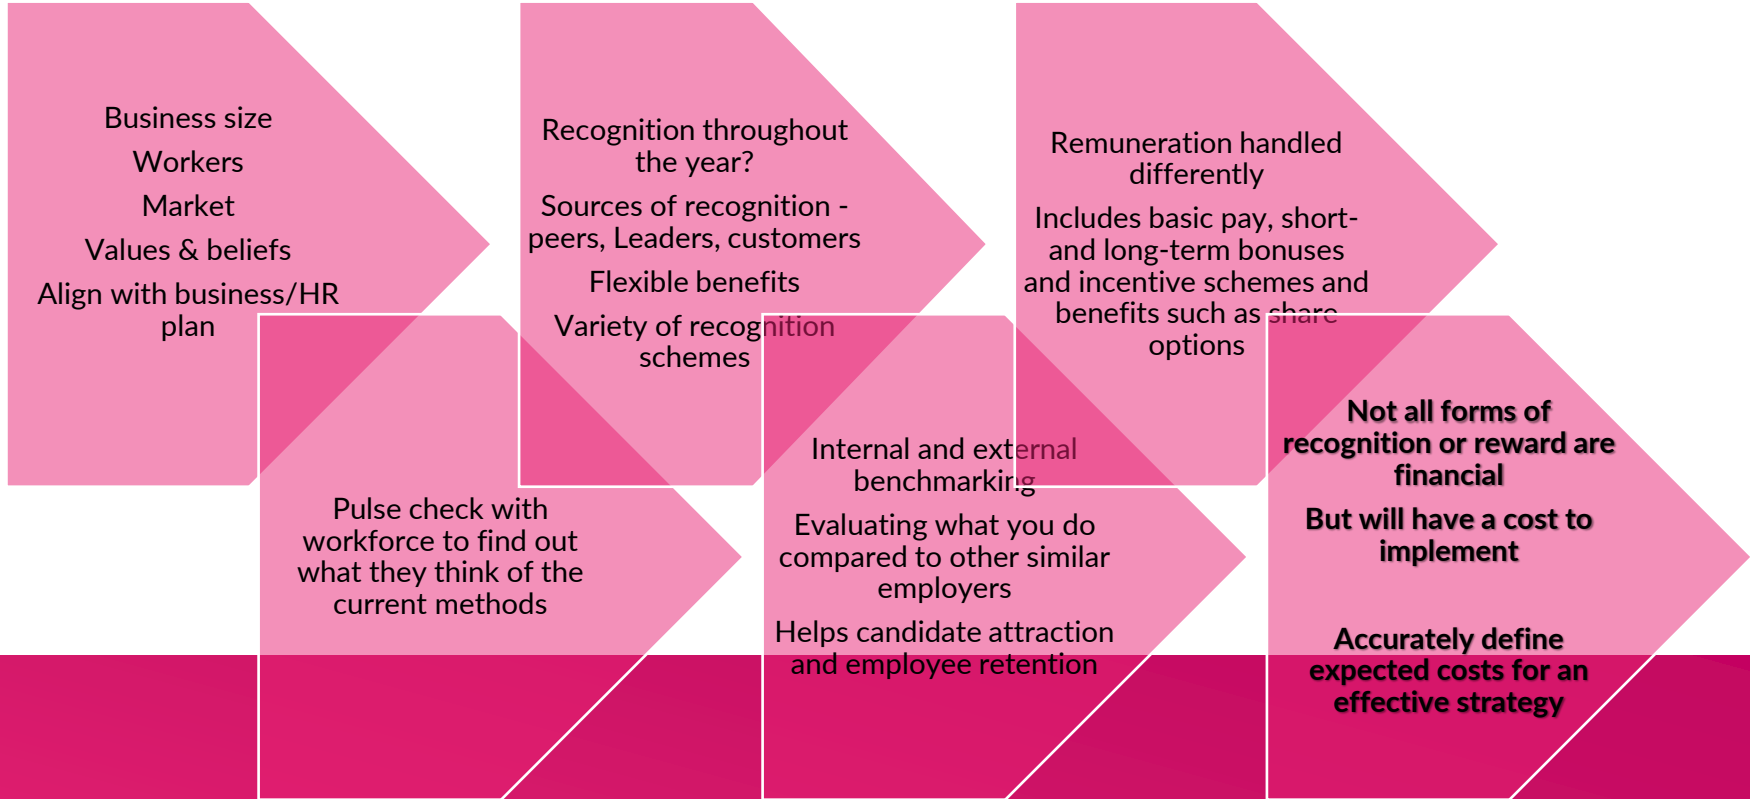 Business size
Workers
Market
Values & beliefs
Align with business/HR
plan
Pulse check with
workforce to find out
what they think of the
current methods
Recognition throughout
the year?
Sources of recognition -
peers, Leaders, customers
Flexible benefits
Variety of recognition
schemes
Internal and external
benchmarking
Evaluating what you do
compared to other similar
employers
Helps candidate attraction
and employee retention
Remuneration handled
differently
Includes basic pay, short-
and long-term bonuses
and incentive schemes and
benefits such as share
options
Not all forms of
recognition or reward are
financial
But will have a cost to
implement
Accurately define
expected costs for an
effective strategy